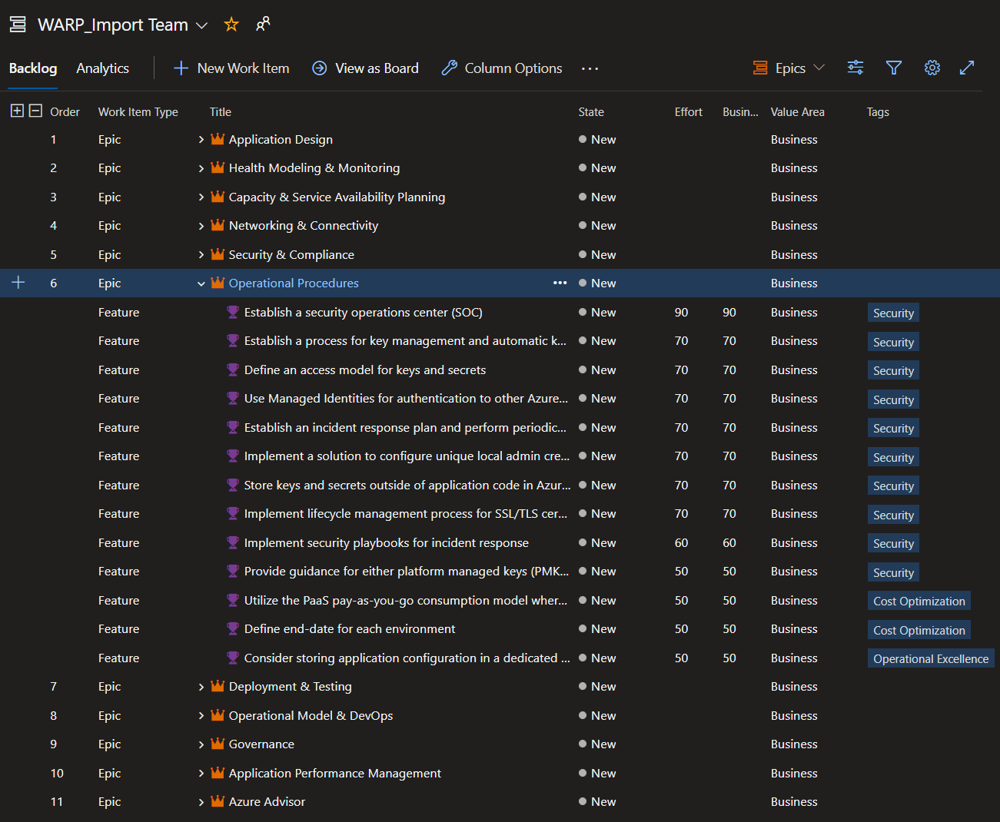 WARP_Import Team
Backlog Analytics New Work Item View as Board Column Options ... Epics
Order Work Item Type Title State Effort Busin... Value Area Tags
1 Epic Application Design New Business
2 Epic Health Modeling & Monitoring New Business
3 Epic Capacity & Service Availability Planning New Business
4 Epic Networking & Connectivity New Business
5 Epic Security & Compliance New Business
6 Epic Operational Procedures ... New Business
Feature Establish a security operations center (SOC) New 90 90 Business Security
Feature Establish a process for key management and automatic k... New 70 70 Business Security
Feature Define an access model for keys and secrets New 70 70 Business Security
Feature Use Managed Identities for authentication to other Azure... New 70 70 Business Security
Feature Establish an incident response plan and perform periodic... New 70 70 Business Security
Feature Implement a solution to configure unique local admin cre... New 70 70 Business Security
Feature Store keys and secrets outside of application code in Azur... New 70 70 Business Security
Feature Implement lifecycle management process for SSL/TLS cer... New 70 70 Business Security
Feature Implement security playbooks for incident response New 60 60 Business Security
Feature Provide guidance for either platform managed keys (PMK... New 50 50 Business Security
Feature Utilize the PaaS pay-as-you-go consumption model wher... New 50 50 Business Cost Optimization
Feature Define end-date for each environment New 50 50 Business Cost Optimization
Feature Consider storing application configuration in a dedicated ... New 50 50 Business Operational Excellence
7 Epic Deployment & Testing New Business
8 Epic Operational Model & DevOps New Business
9 Epic Governance New Business
10 Epic Application Performance Management New Business
11 Epic Azure Advisor New Business